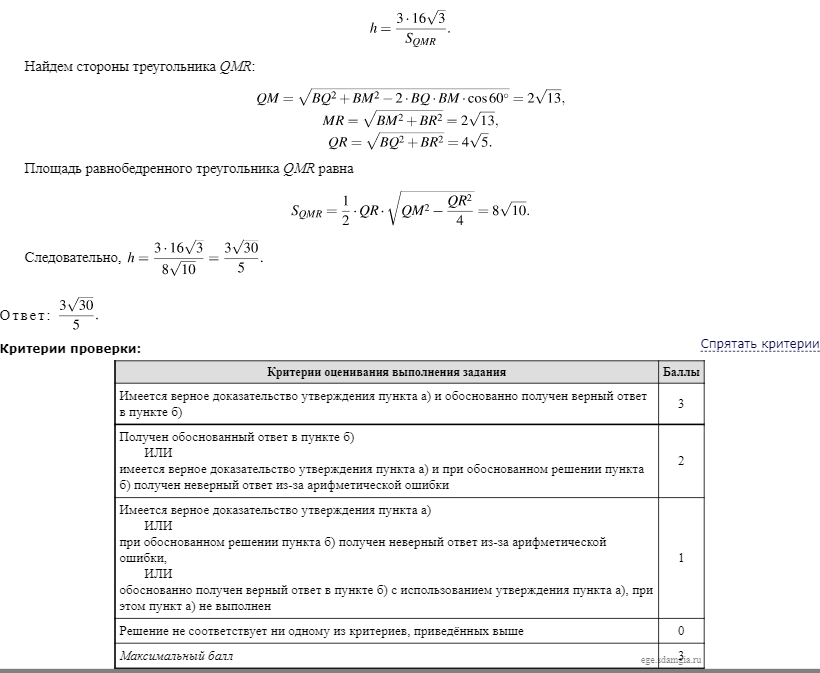 h = \frac{3 \cdot 16\sqrt{3}}{S_{QMR}}.
Найдем стороны треугольника QMR:
QM = \sqrt{BQ^2 + BM^2 − 2 \cdot BQ \cdot BM \cdot \cos 60°} = 2\sqrt{13},
MR = \sqrt{BM^2 + BR^2} = 2\sqrt{13},
QR = \sqrt{BQ^2 + BR^2} = 4\sqrt{5}.
Площадь равнобедренного треугольника QMR равна
S_{QMR} = \frac{1}{2} \cdot QR \cdot \sqrt{QM^2 − \frac{QR^2}{4}} = 8\sqrt{10}.
Следовательно, h = \frac{3 \cdot 16\sqrt{3}}{8\sqrt{10}} = \frac{3\sqrt{30}}{5}.
Ответ: \frac{3\sqrt{30}}{5}.
Спрятать критерии
Критерии проверки:
Критерии оценивания выполнения задания Баллы
Имеется верное доказательство утверждения пункта а) и обоснованно получен верный ответ
в пункте б)
3
Получен обоснованный ответ в пункте б)
ИЛИ
имеется верное доказательство утверждения пункта а) и при обоснованном решении пункта
б) получен неверный ответ из-за арифметической ошибки
2
Имеется верное доказательство утверждения пункта а)
ИЛИ
при обоснованном решении пункта б) получен неверный ответ из-за арифметической
ошибки,
ИЛИ
обоснованно получен верный ответ в пункте б) с использованием утверждения пункта а), при
этом пункт а) не выполнен
1
Решение не соответствует ни одному из критериев, приведённых выше 0
Максимальный балл 3
ege.sdamgia.ru